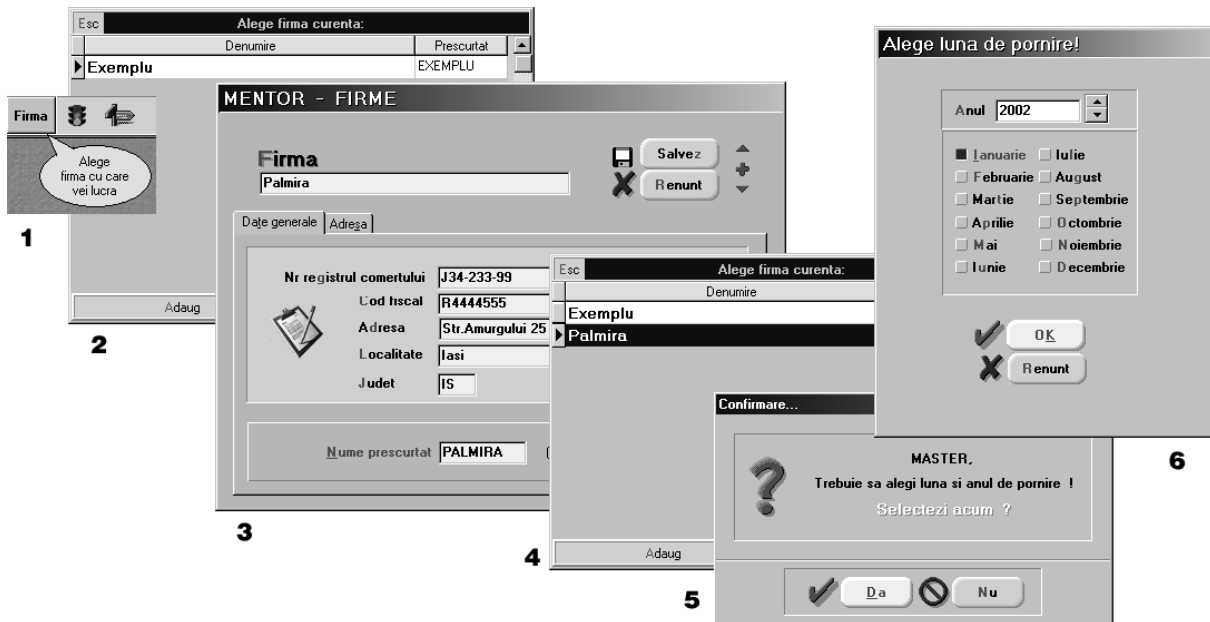 Firma
Alege
firma cu care
vei lucra
1
Esc Alege firma curenta:
Denumire Prescurtat
Exemplu EXEMPLU
Adaug
2
MENTOR - FIRME
Firma
Palmira
Salvez
Renunt
Date generale Adresa
Nr registrul comertului J34-233-99
Cod fiscal R4444555
Adresa Str.Amurgului 25
Localitate Iasi
Judet IS
Nume prescurtat PALMIRA
3
Esc Alege firma curenta:
Denumire
Exemplu
Palmira
Adaug
4
Confirmare...
MASTER,
Trebuie sa alegi luna si anul de pornire !
Selectezi acum ?
Da Nu
5
Alege luna de pornire!
Anul 2002
Ianuarie Iulie
Februarie August
Martie Septembrie
Aprilie Octombrie
Mai Noiembrie
Iunie Decembrie
OK
Renunt
6